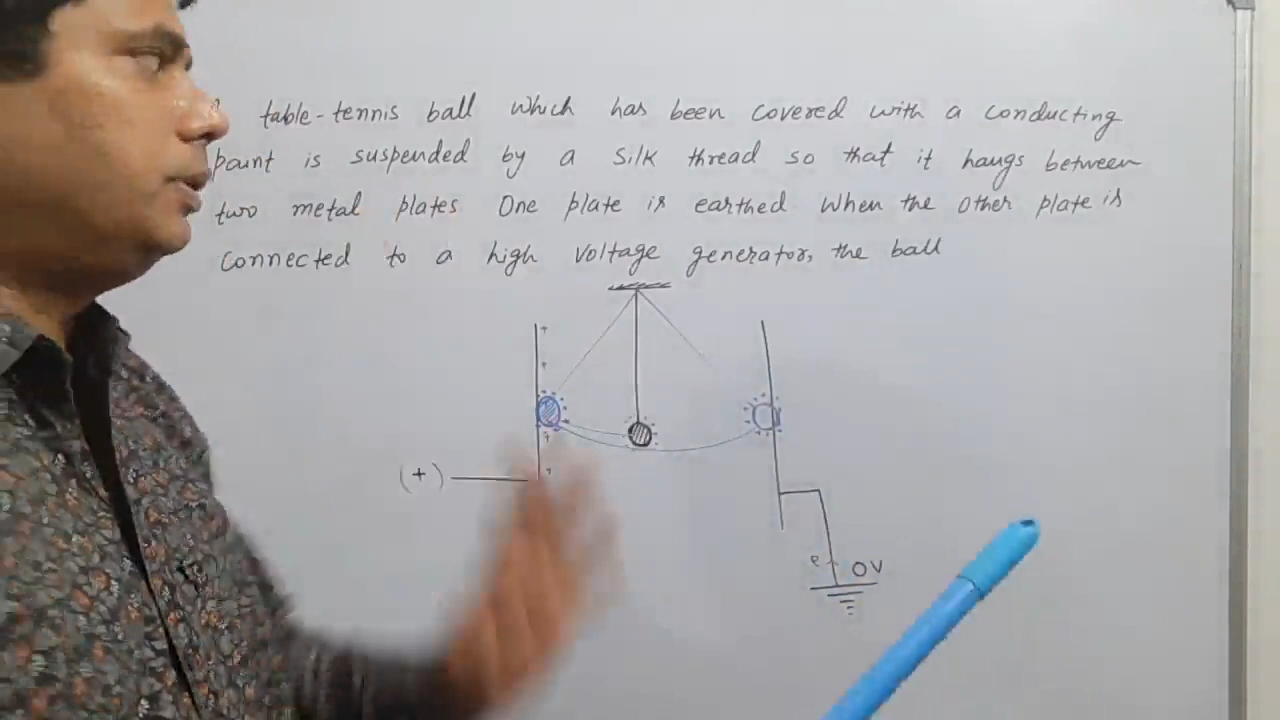 table-tennis ball which has been covered with a conducting
paint is suspended by a silk thread so that it hangs between
two metal plates One plate is earthed when the other plate is
connected to a high voltage generator, the ball
+
+
+
+
(+)
e
0V